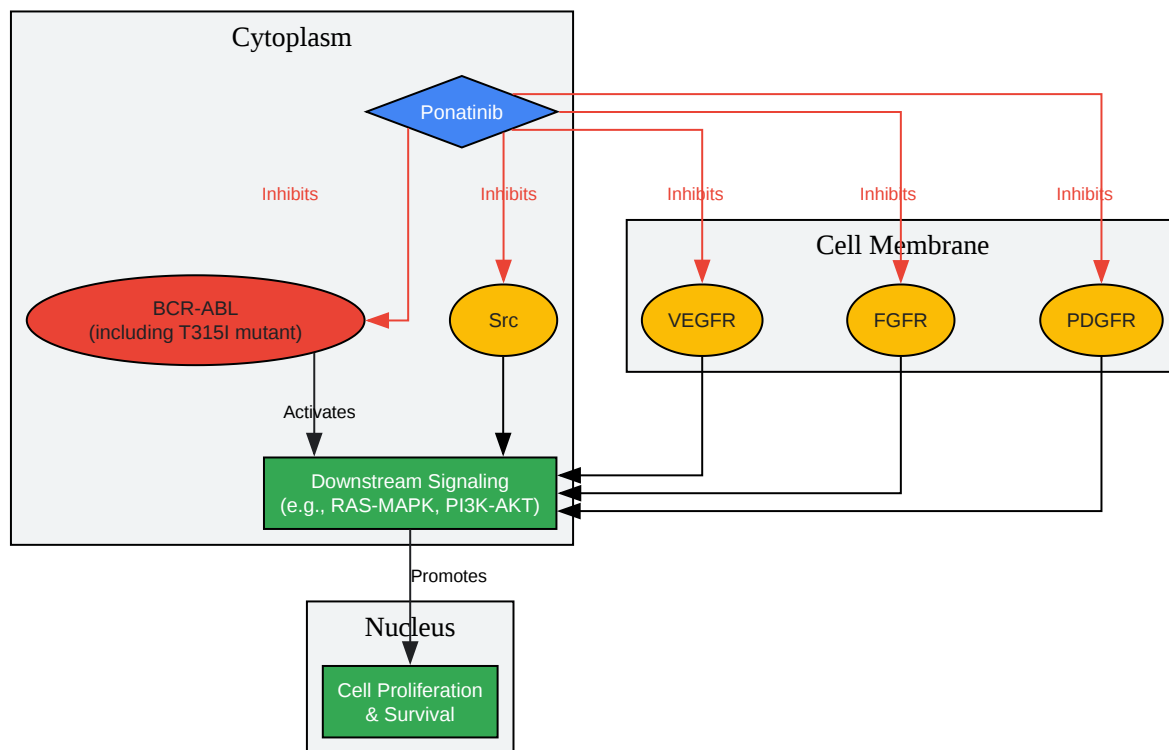 Cytoplasm
Ponatinib
Inhibits
Inhibits
Inhibits
Inhibits
Inhibits
Cell Membrane
BCR-ABL
(including T315I mutant)
Src
VEGFR
FGFR
PDGFR
Activates
Downstream Signaling
(e.g., RAS-MAPK, PI3K-AKT)
Promotes
Nucleus
Cell Proliferation
& Survival